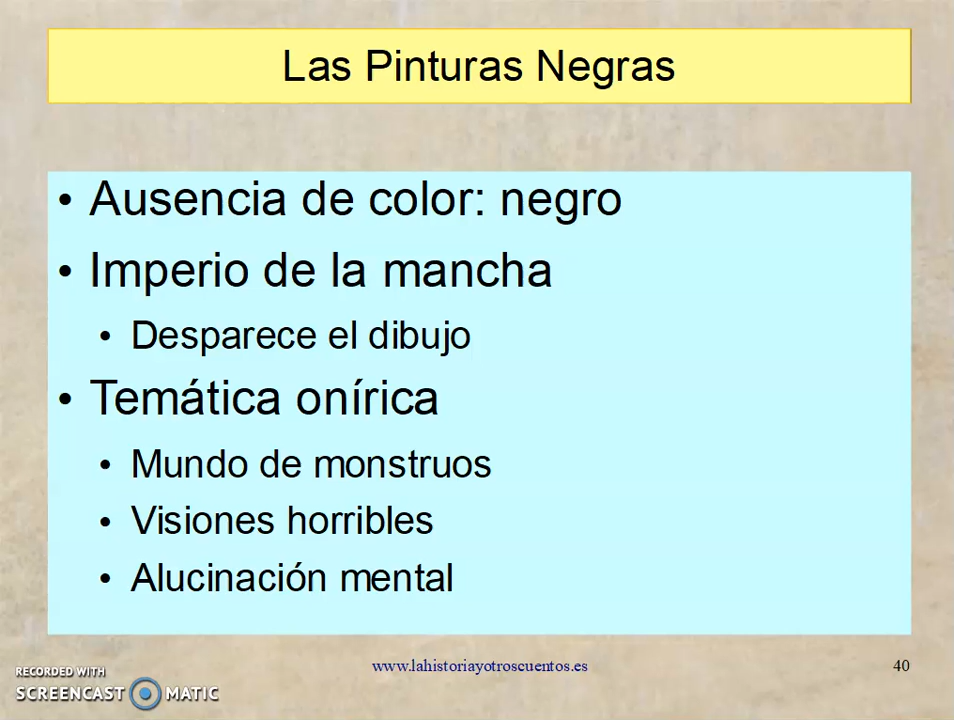 Las Pinturas Negras
• Ausencia de color: negro
• Imperio de la mancha
• Desparece el dibujo
• Temática onírica
• Mundo de monstruos
• Visiones horribles
• Alucinación mental
www.lahistoriayotroscuentos.es
40
RECORDED WITH
SCREENCAST MATIC